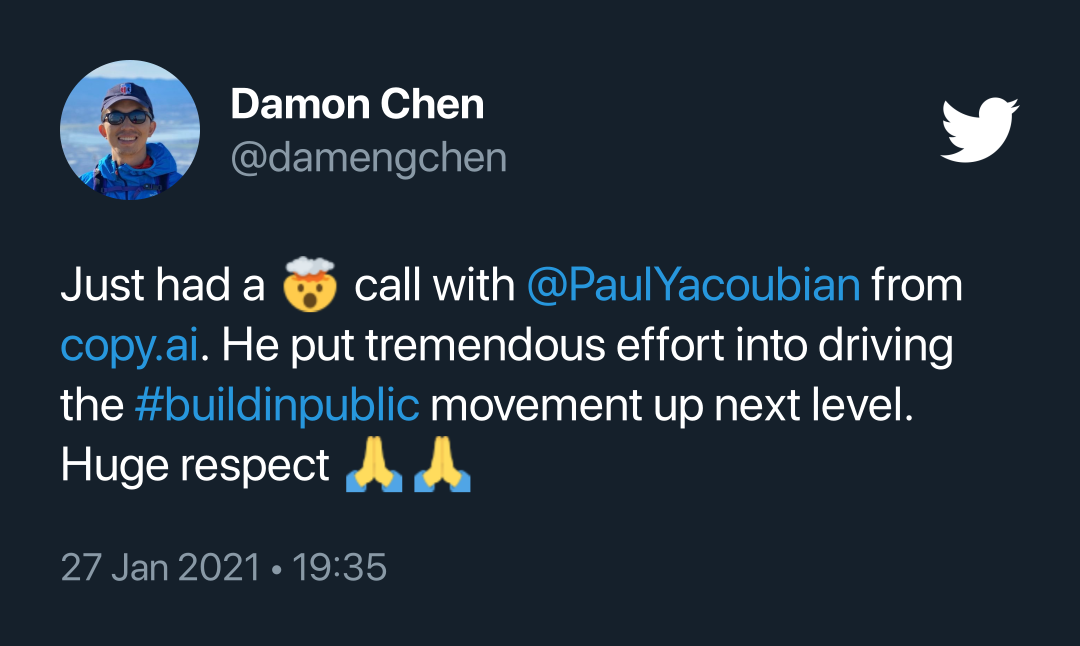 Damon Chen
@damengchen
Just had a 🤯 call with @PaulYacoubian from
copy.ai. He put tremendous effort into driving
the #buildinpublic movement up next level.
Huge respect 🙏🙏
27 Jan 2021 • 19:35